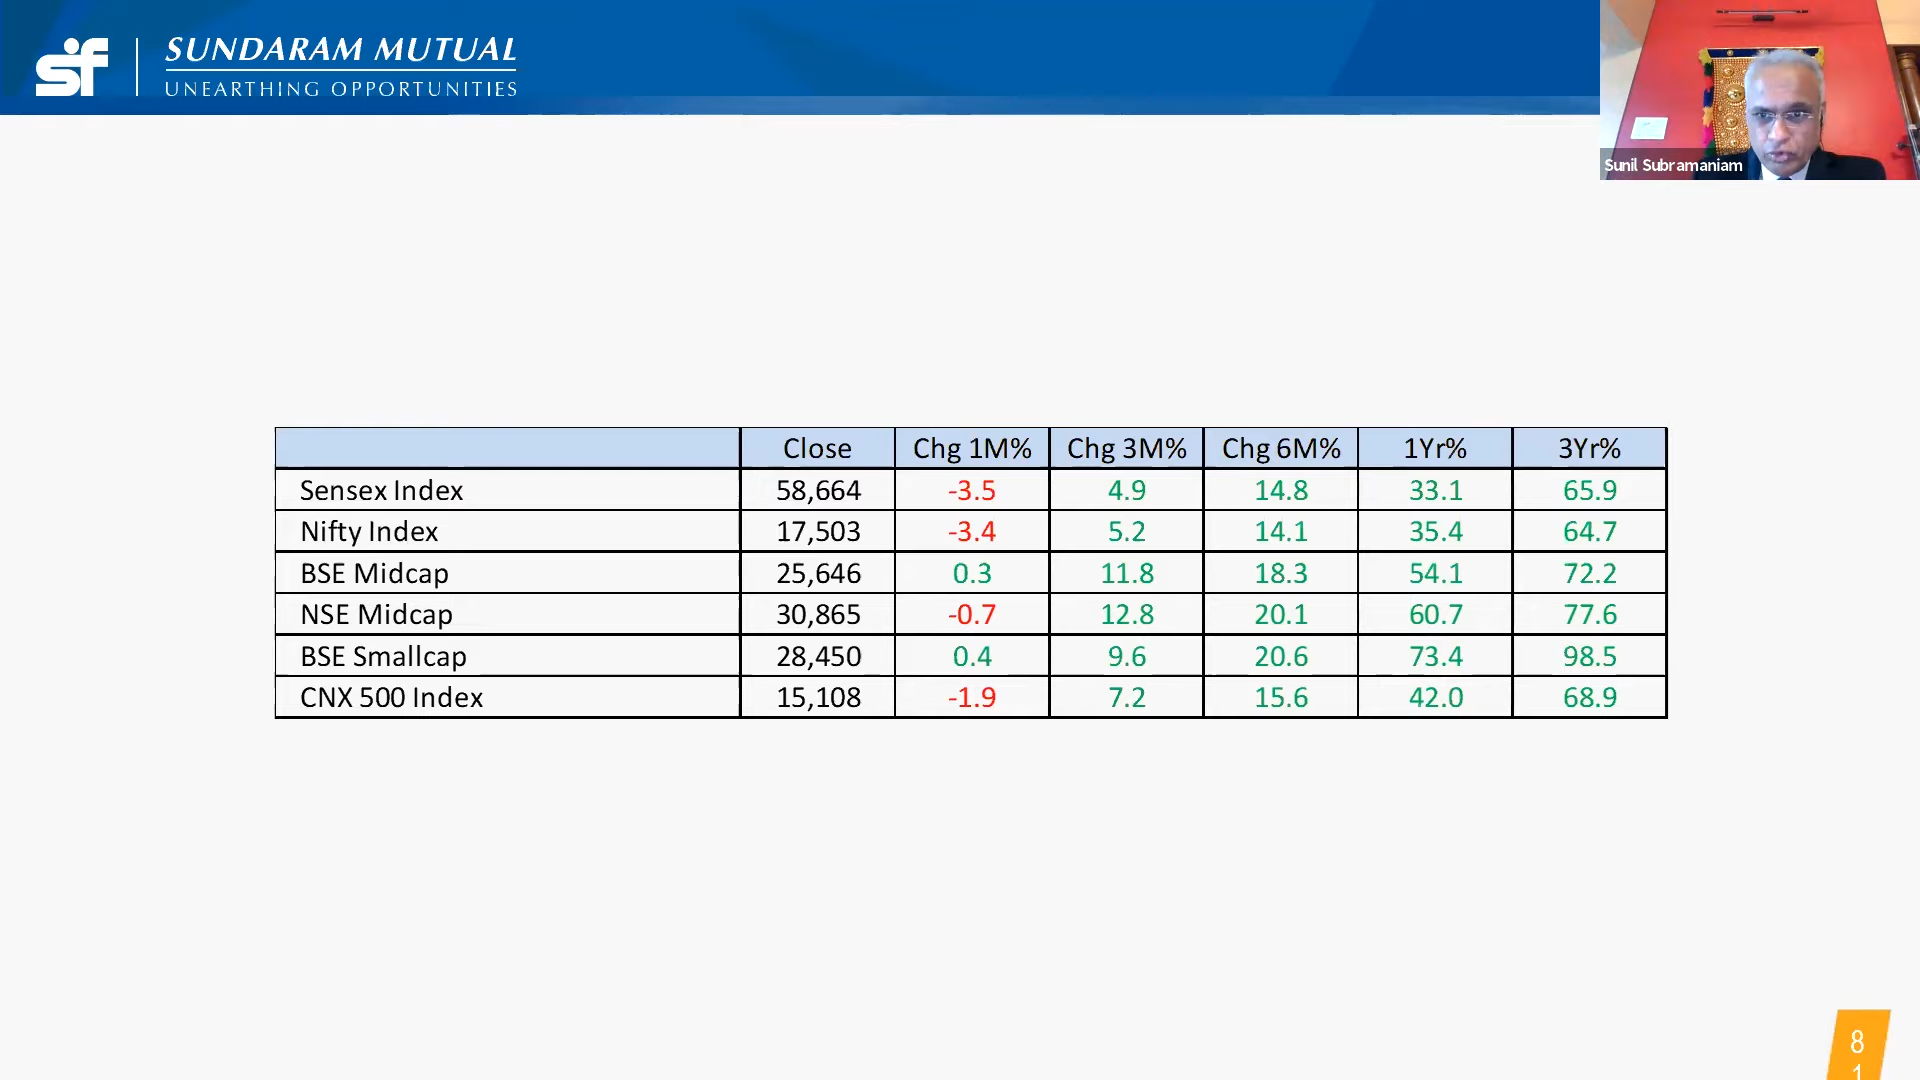 sf
SUNDARAM MUTUAL
UNEARTHING OPPORTUNITIES
Sunil Subramaniam
Close Chg 1M% Chg 3M% Chg 6M% 1Yr% 3Yr%
Sensex Index 58,664 -3.5 4.9 14.8 33.1 65.9
Nifty Index 17,503 -3.4 5.2 14.1 35.4 64.7
BSE Midcap 25,646 0.3 11.8 18.3 54.1 72.2
NSE Midcap 30,865 -0.7 12.8 20.1 60.7 77.6
BSE Smallcap 28,450 0.4 9.6 20.6 73.4 98.5
CNX 500 Index 15,108 -1.9 7.2 15.6 42.0 68.9
8
1